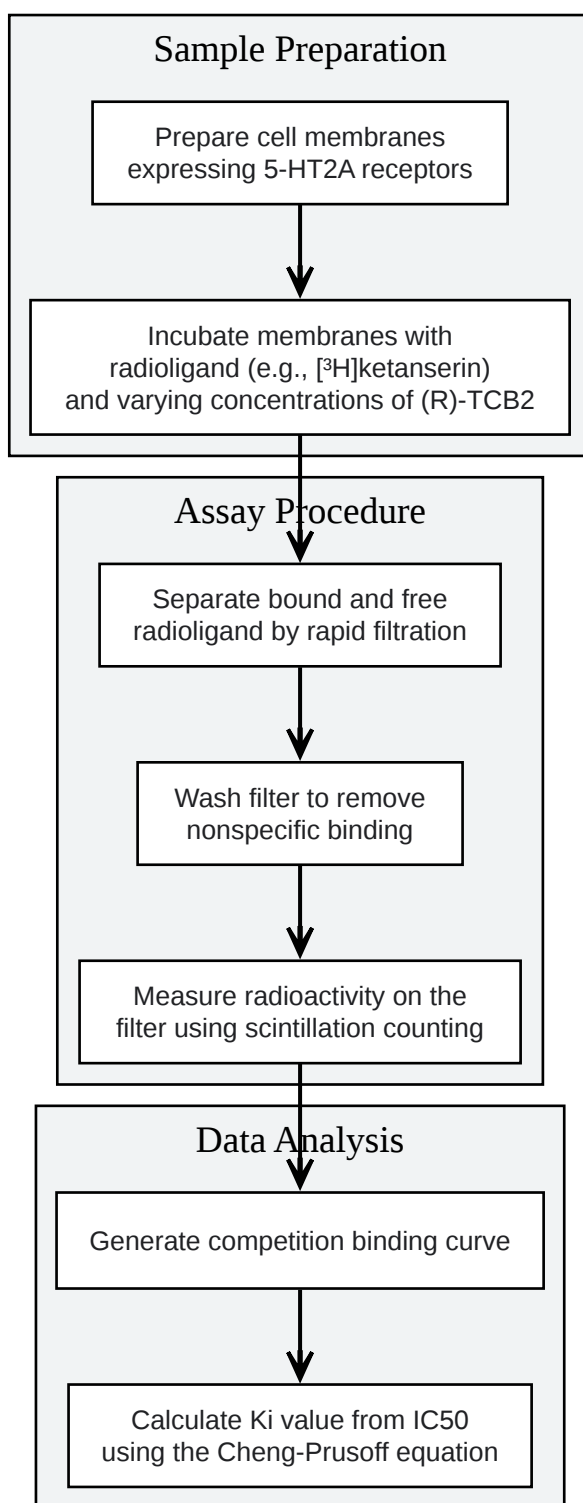 Sample Preparation
Prepare cell membranes
expressing 5-HT2A receptors
Incubate membranes with
radioligand (e.g., [³H]ketanserin)
and varying concentrations of (R)-TCB2
Assay Procedure
Separate bound and free
radioligand by rapid filtration
Wash filter to remove
nonspecific binding
Measure radioactivity on the
filter using scintillation counting
Data Analysis
Generate competition binding curve
Calculate Ki value from IC50
using the Cheng-Prusoff equation